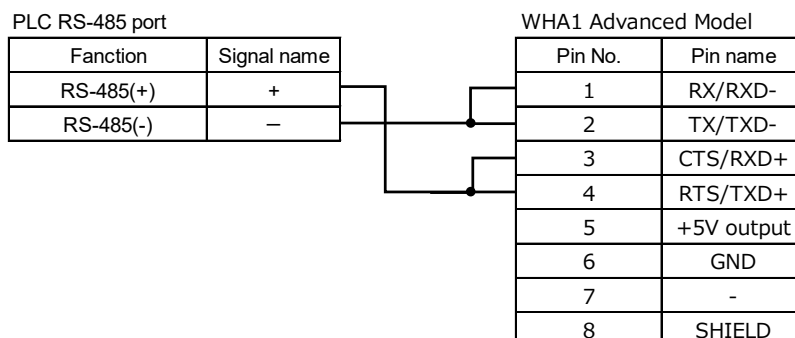 PLC RS-485 port
Fanction Signal name
RS-485(+) +
RS-485(-) −
WHA1 Advanced Model
Pin No. Pin name
1 RX/RXD-
2 TX/TXD-
3 CTS/RXD+
4 RTS/TXD+
5 +5V output
6 GND
7 -
8 SHIELD